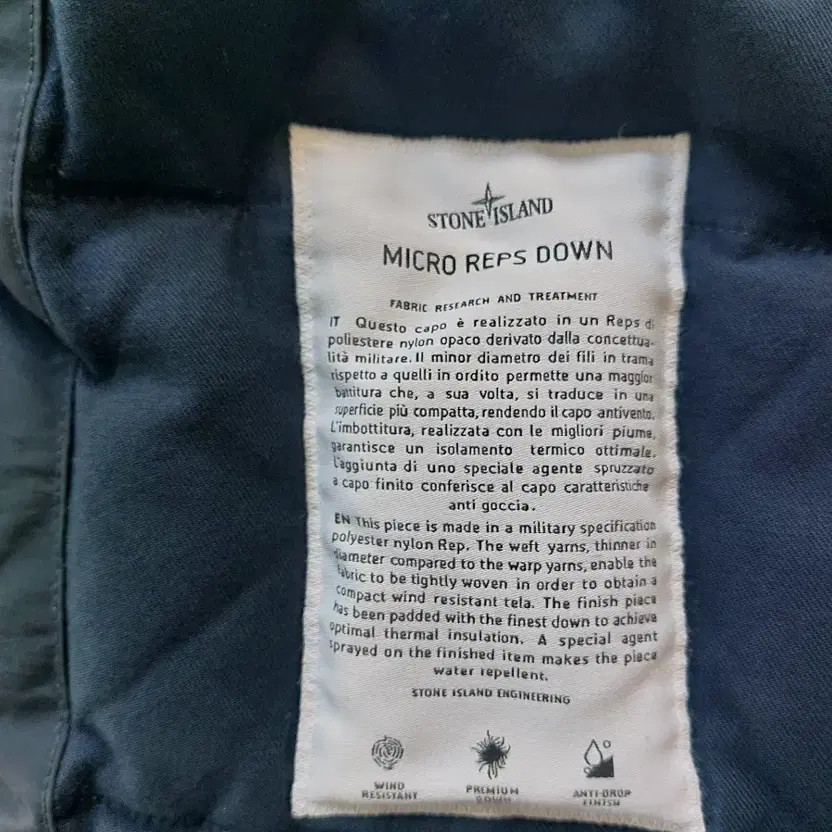 STONE ISLAND
MICRO REPS DOWN
FABRIC RESEARCH AND TREATMENT
IT Questo capo è realizzato in un Reps di
poliestere nylon opaco derivato dalla concettua-
lità militare. Il minor diametro dei fili in trama
rispetto a quelli in ordito permette una maggior
battitura che, a sua volta, si traduce in una
superficie più compatta, rendendo il capo antivento.
L'imbottitura, realizzata con le migliori piume,
garantisce un isolamento termico ottimale.
L'aggiunta di uno speciale agente spruzzato
a capo finito conferisce al capo caratteristiche
anti goccia.
EN This piece is made in a military specification
polyester nylon Rep. The weft yarns, thinner in
diameter compared to the warp yarns, enable the
fabric to be tightly woven in order to obtain a
compact wind resistant tela. The finish piece
has been padded with the finest down to achieve
optimal thermal insulation. A special agent
sprayed on the finished item makes the piece
water repellent.
STONE ISLAND ENGINEERING
WIND
RESISTANT
PREMIUM
DOWN
ANTI-DROP
FINISH